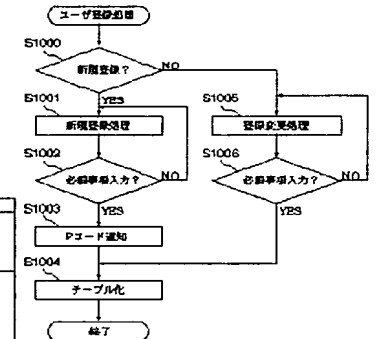 ユーザ登録処理
S1000
新規登録?
NO
YES
S1001
新規登録処理
S1005
登録変更処理
S1002
必須事項入力?
NO
S1006
必須事項入力?
NO
YES
YES
S1003
Pコード通知
S1004
テーブル化
終了